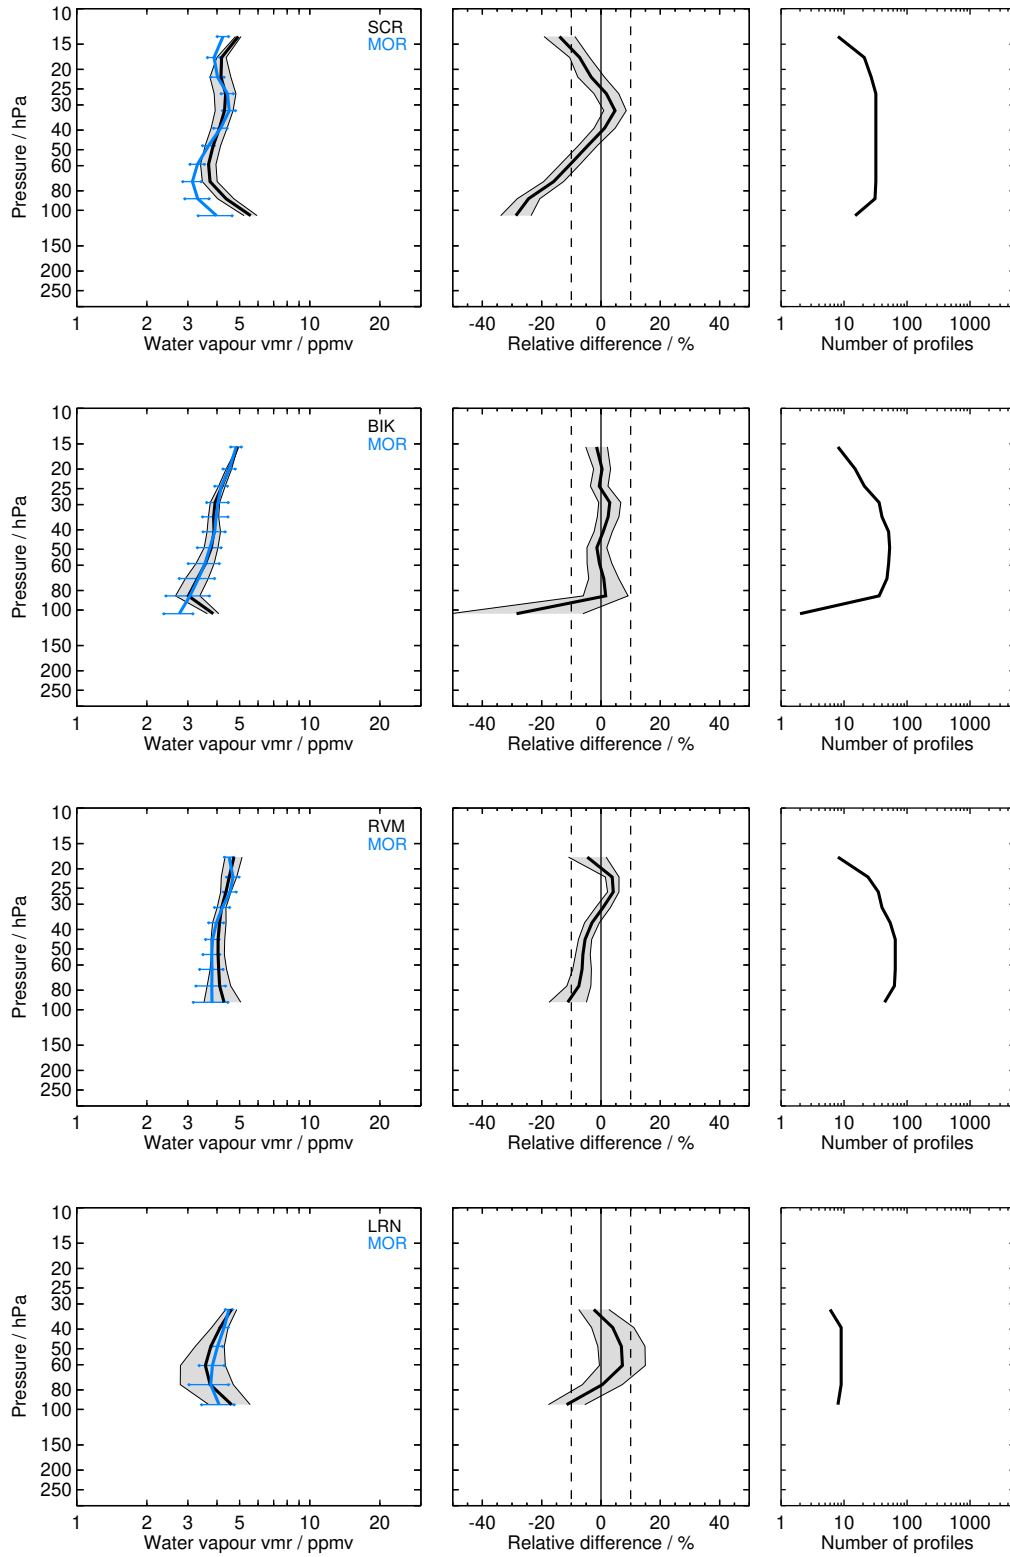 10
15
20
25
30
40
60
80
100
150
200
250
Pressure / hPa
SCR
MOR
1 2 3 5 10 20
Water vapour vmr / ppmv
-40 -20 0 20 40
Relative difference / %
1 10 100 1000
Number of profiles
10
15
20
25
30
40
50
60
80
100
150
200
250
Pressure / hPa
BIK
MOR
1 2 3 5 10 20
Water vapour vmr / ppmv
-40 -20 0 20 40
Relative difference / %
1 10 100 1000
Number of profiles
10
15
20
25
30
40
50
60
80
100
150
200
250
Pressure / hPa
RVM
MOR
1 2 3 5 10 20
Water vapour vmr / ppmv
-40 -20 0 20 40
Relative difference / %
1 10 100 1000
Number of profiles
10
15
25
30
40
50
60
80
100
150
200
250
Pressure / hPa
LRN
MOR
1 2 3 5 10 20
Water vapour vmr / ppmv
-40 -20 0 20 40
Relative difference / %
1 10 100 1000
Number of profiles